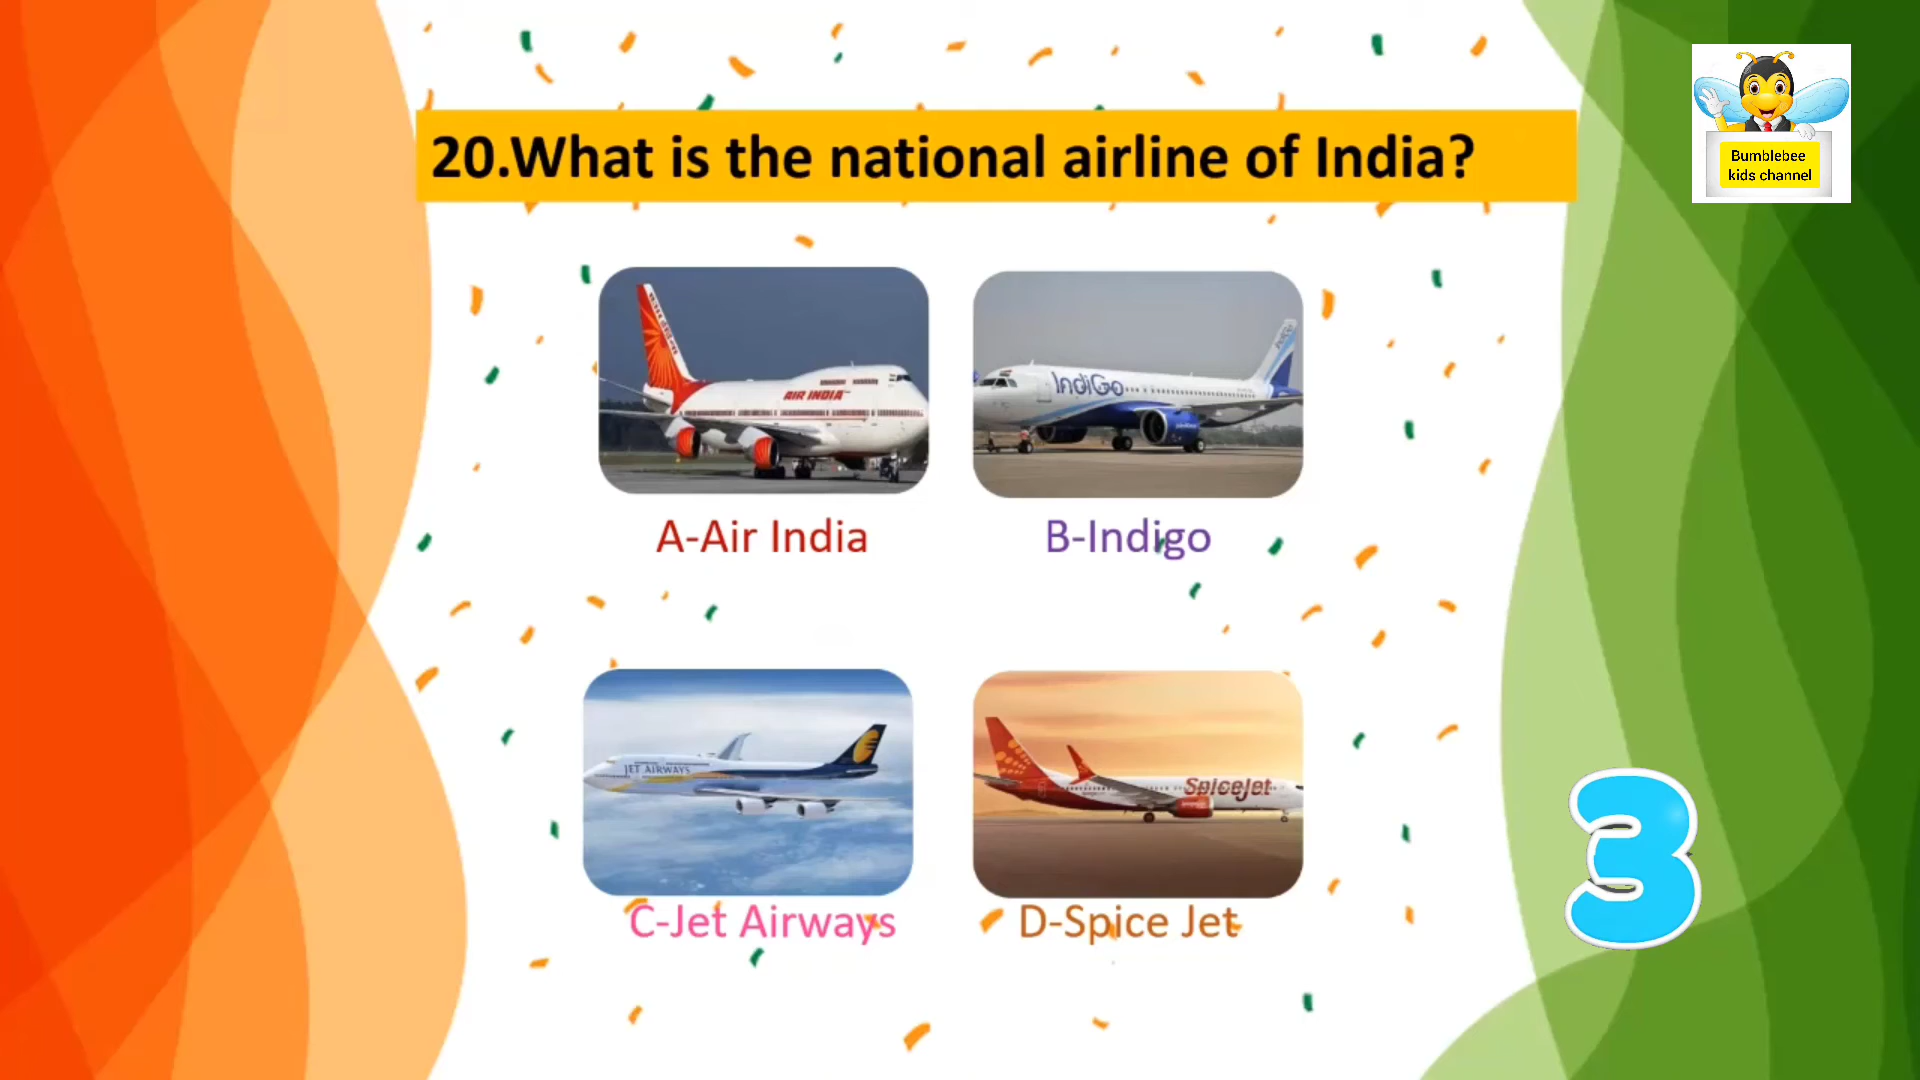 Bumblebee
kids channel
20.What is the national airline of India?
AIR INDIA
IndiGo
A-Air India
B-Indigo
JET AIRWAYS
Spicejet
C-Jet Airways
D-Spice Jet
3